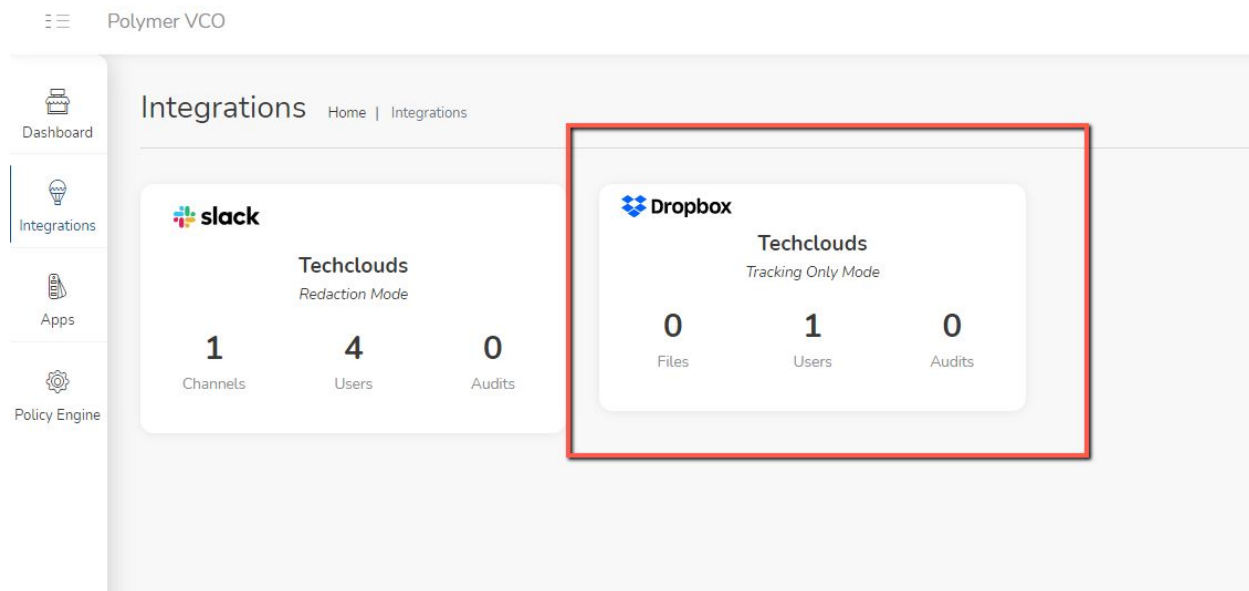 Polymer VCO
Dashboard
Integrations
Apps
Policy Engine
Integrations Home | Integrations
slack
Techclouds
Redaction Mode
1 4 0
Channels Users Audits
Dropbox
Techclouds
Tracking Only Mode
0 1 0
Files Users Audits